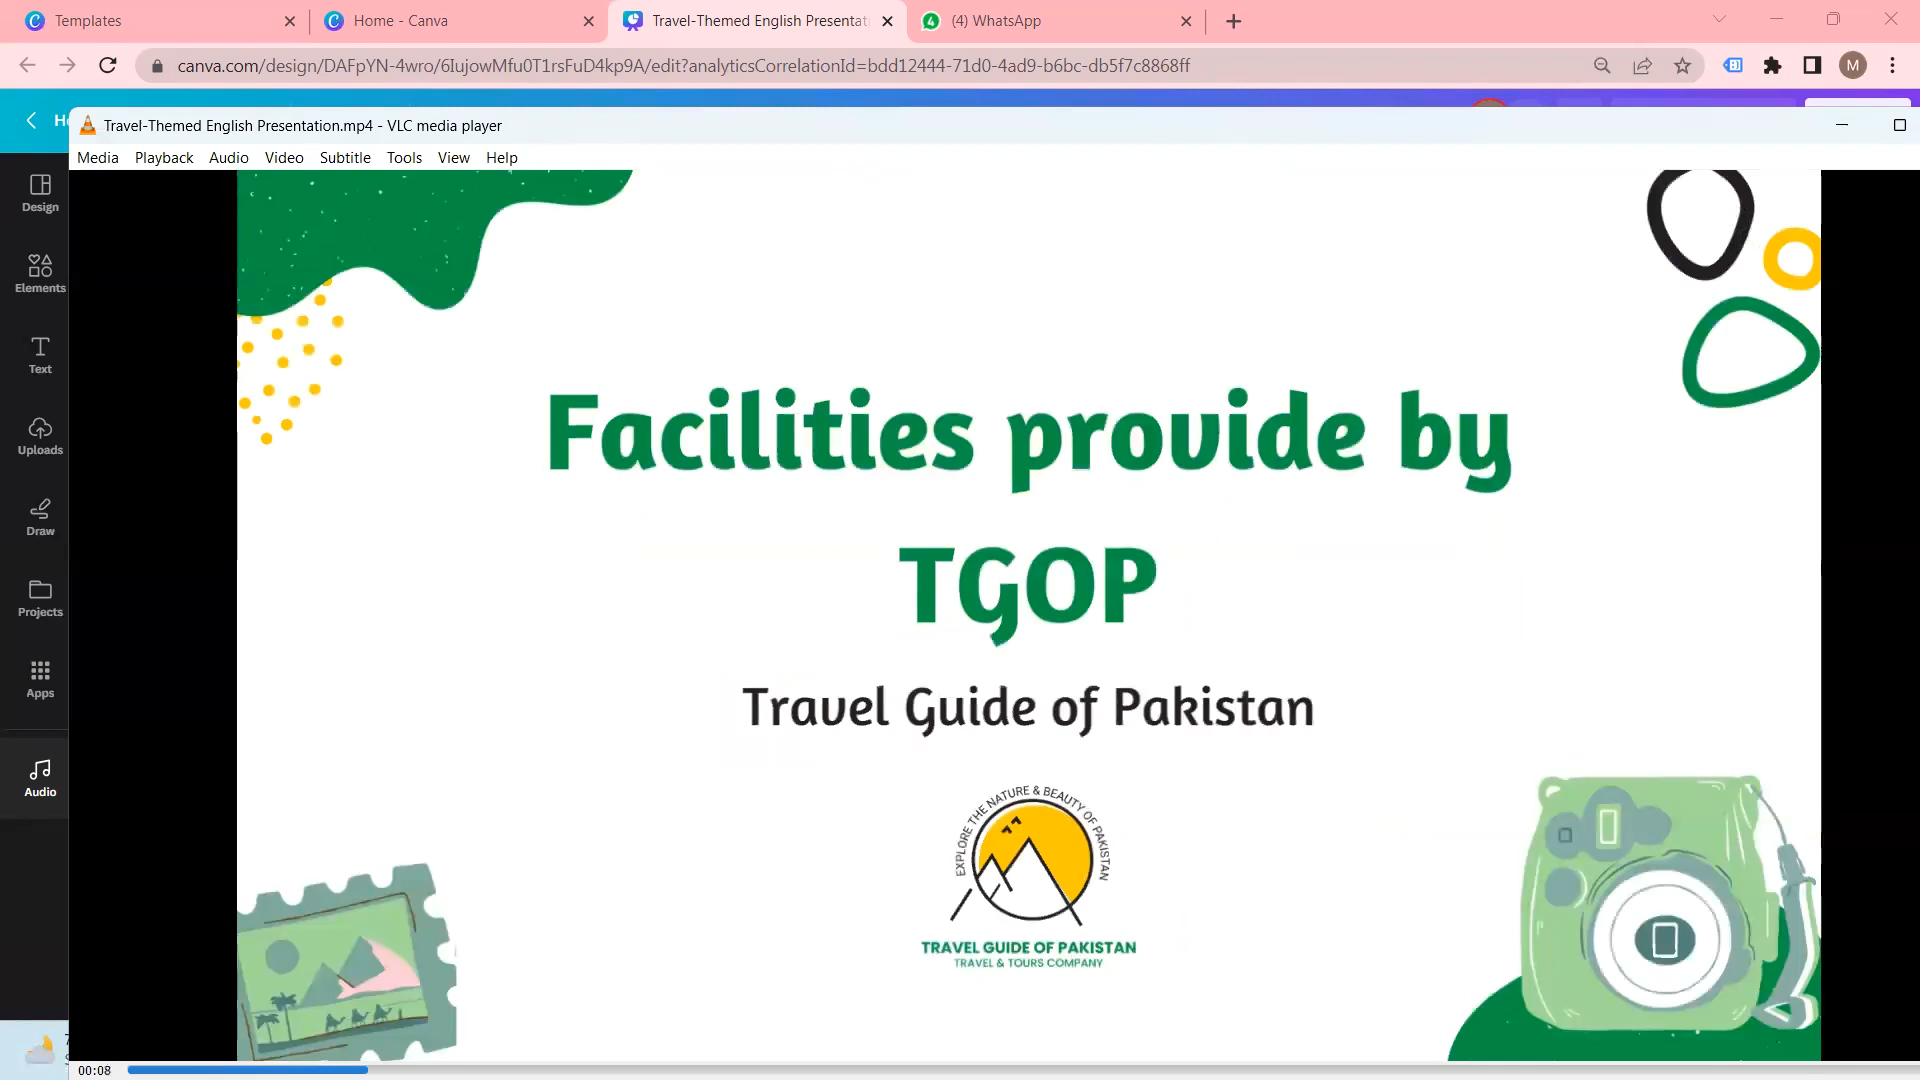 Templates
Home - Canva
Travel-Themed English Presentat
4
(4) WhatsApp
canva.com/design/DAFpYN-4wro/6IujowMfu0T1rsFuD4kp9A/edit?analyticsCorrelationId=bdd12444-71d0-4ad9-b6bc-db5f7c8868ff
M
Travel-Themed English Presentation.mp4 - VLC media player
Media Playback Audio Video Subtitle Tools View Help
Design
Elements
Text
Uploads
Draw
Projects
Apps
Audio
Facilities provide by
TGOP
Travel Guide of Pakistan
EXPLORE THE NATURE & BEAUTY OF PAKISTAN
TRAVEL GUIDE OF PAKISTAN
TRAVEL & TOURS COMPANY
00:08